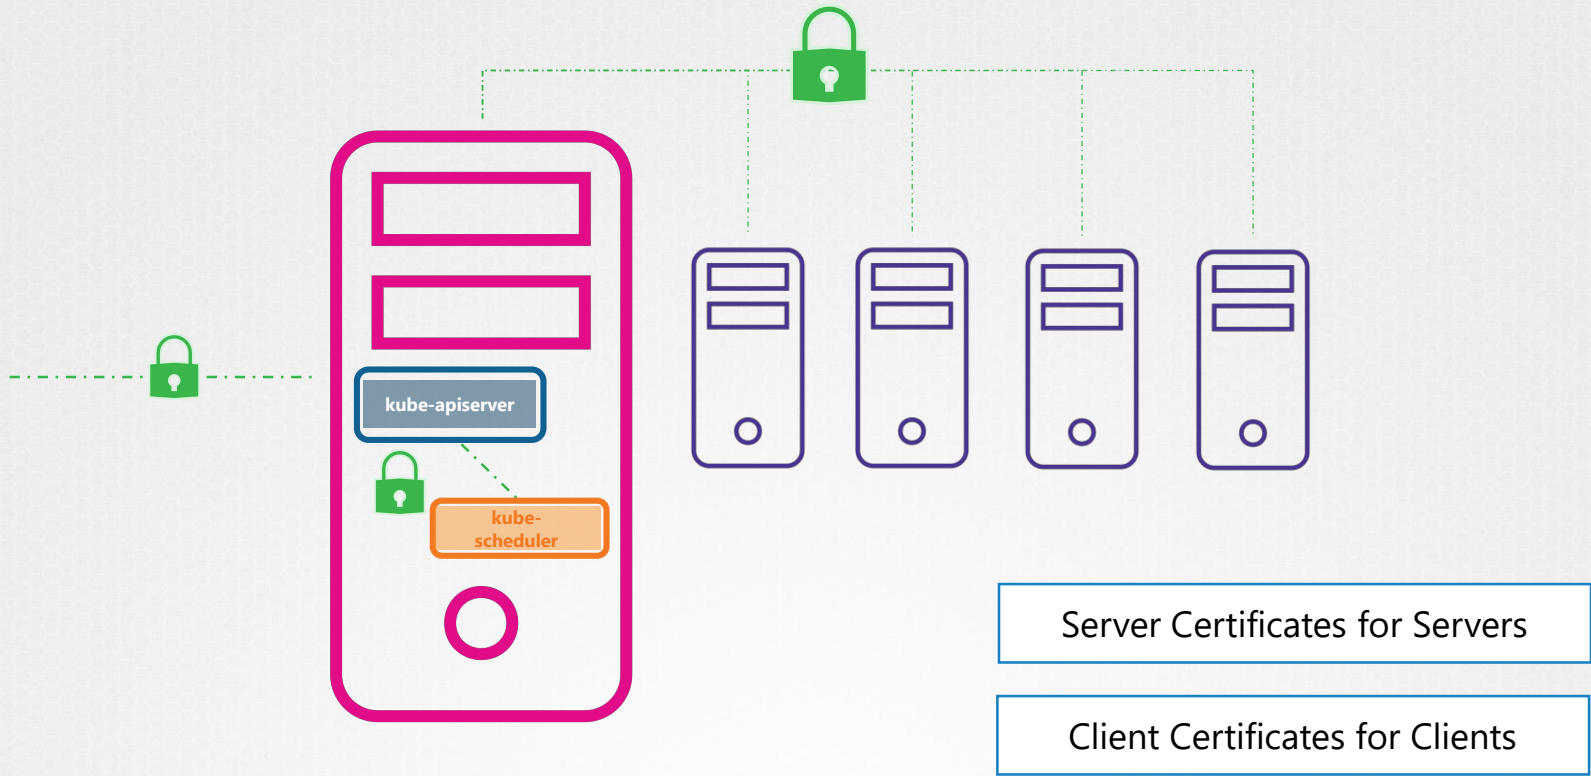 kube-apiserver
kube-
scheduler
Server Certificates for Servers
Client Certificates for Clients